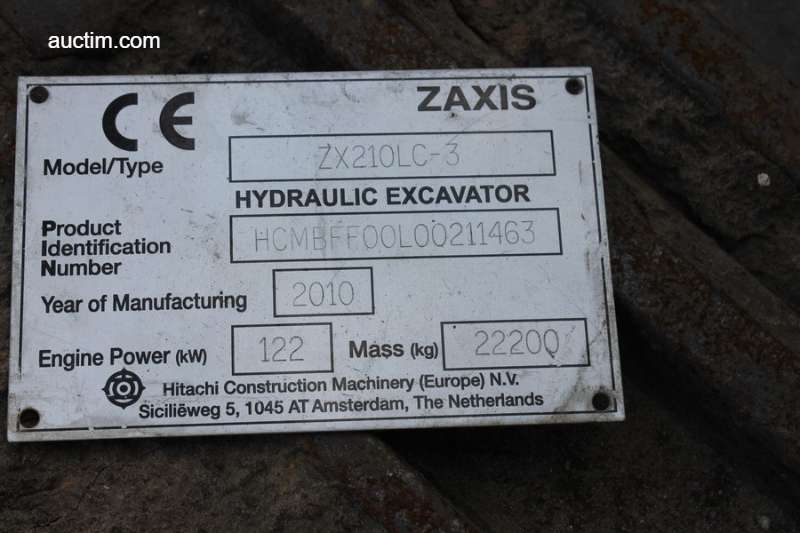 auctim.com
CE ZAXIS
Model/Type ZX210LC-3
HYDRAULIC EXCAVATOR
Product
Identification HCMBFF00L00211463
Number
Year of Manufacturing 2010
Engine Power (kW) 122 Mass (kg) 22200
Hitachi Construction Machinery (Europe) N.V.
Siciliëweg 5, 1045 AT Amsterdam, The Netherlands